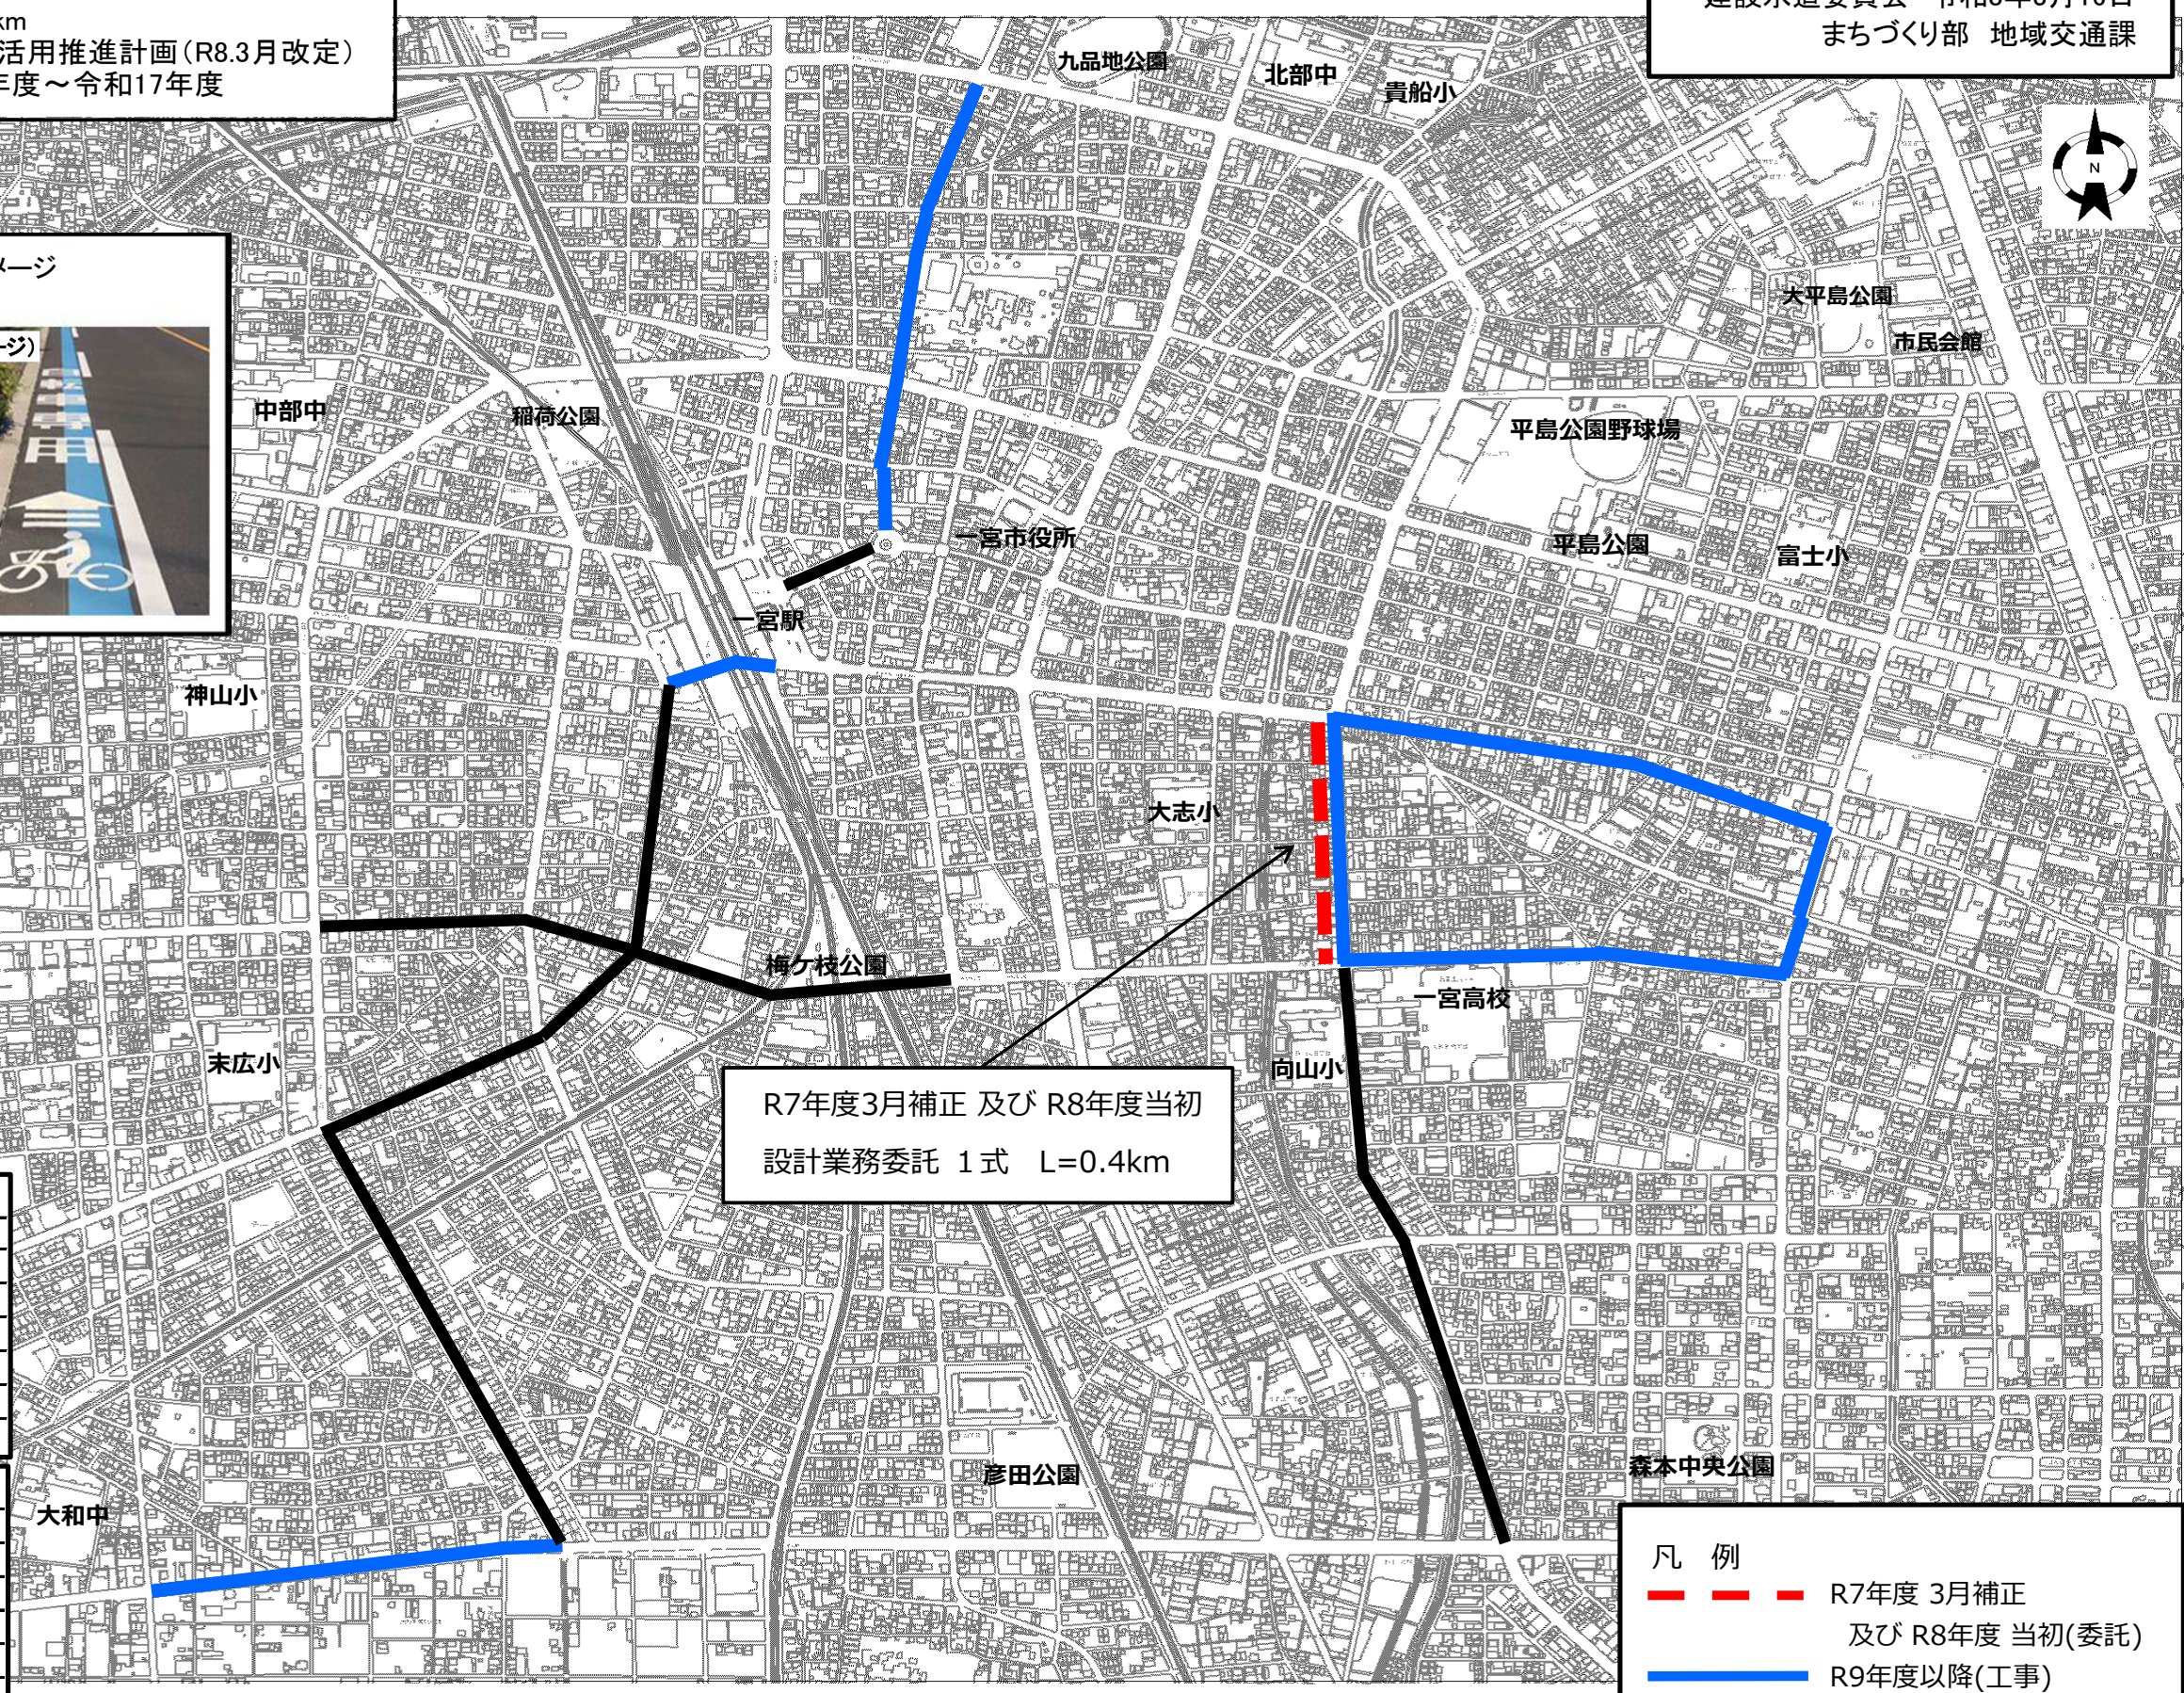 km
活用推進計画（R8.3月改定）
年度～令和17年度
まちづくり部　地域交通課
九品地公園
北部中
貴船小
大平島公園
市民会館
中部中
稲荷公園
平島公園野球場
一宮市役所
平島公園
富士小
一宮駅
神山小
大志小
梅ケ枝公園
一宮高校
末広小
向山小
R7年度3月補正 及び R8年度当初
設計業務委託 １式　L=0.4km
彦田公園
森本中央公園
大和中
凡　例
R7年度 3月補正
及び R8年度 当初(委託)
R9年度以降(工事)